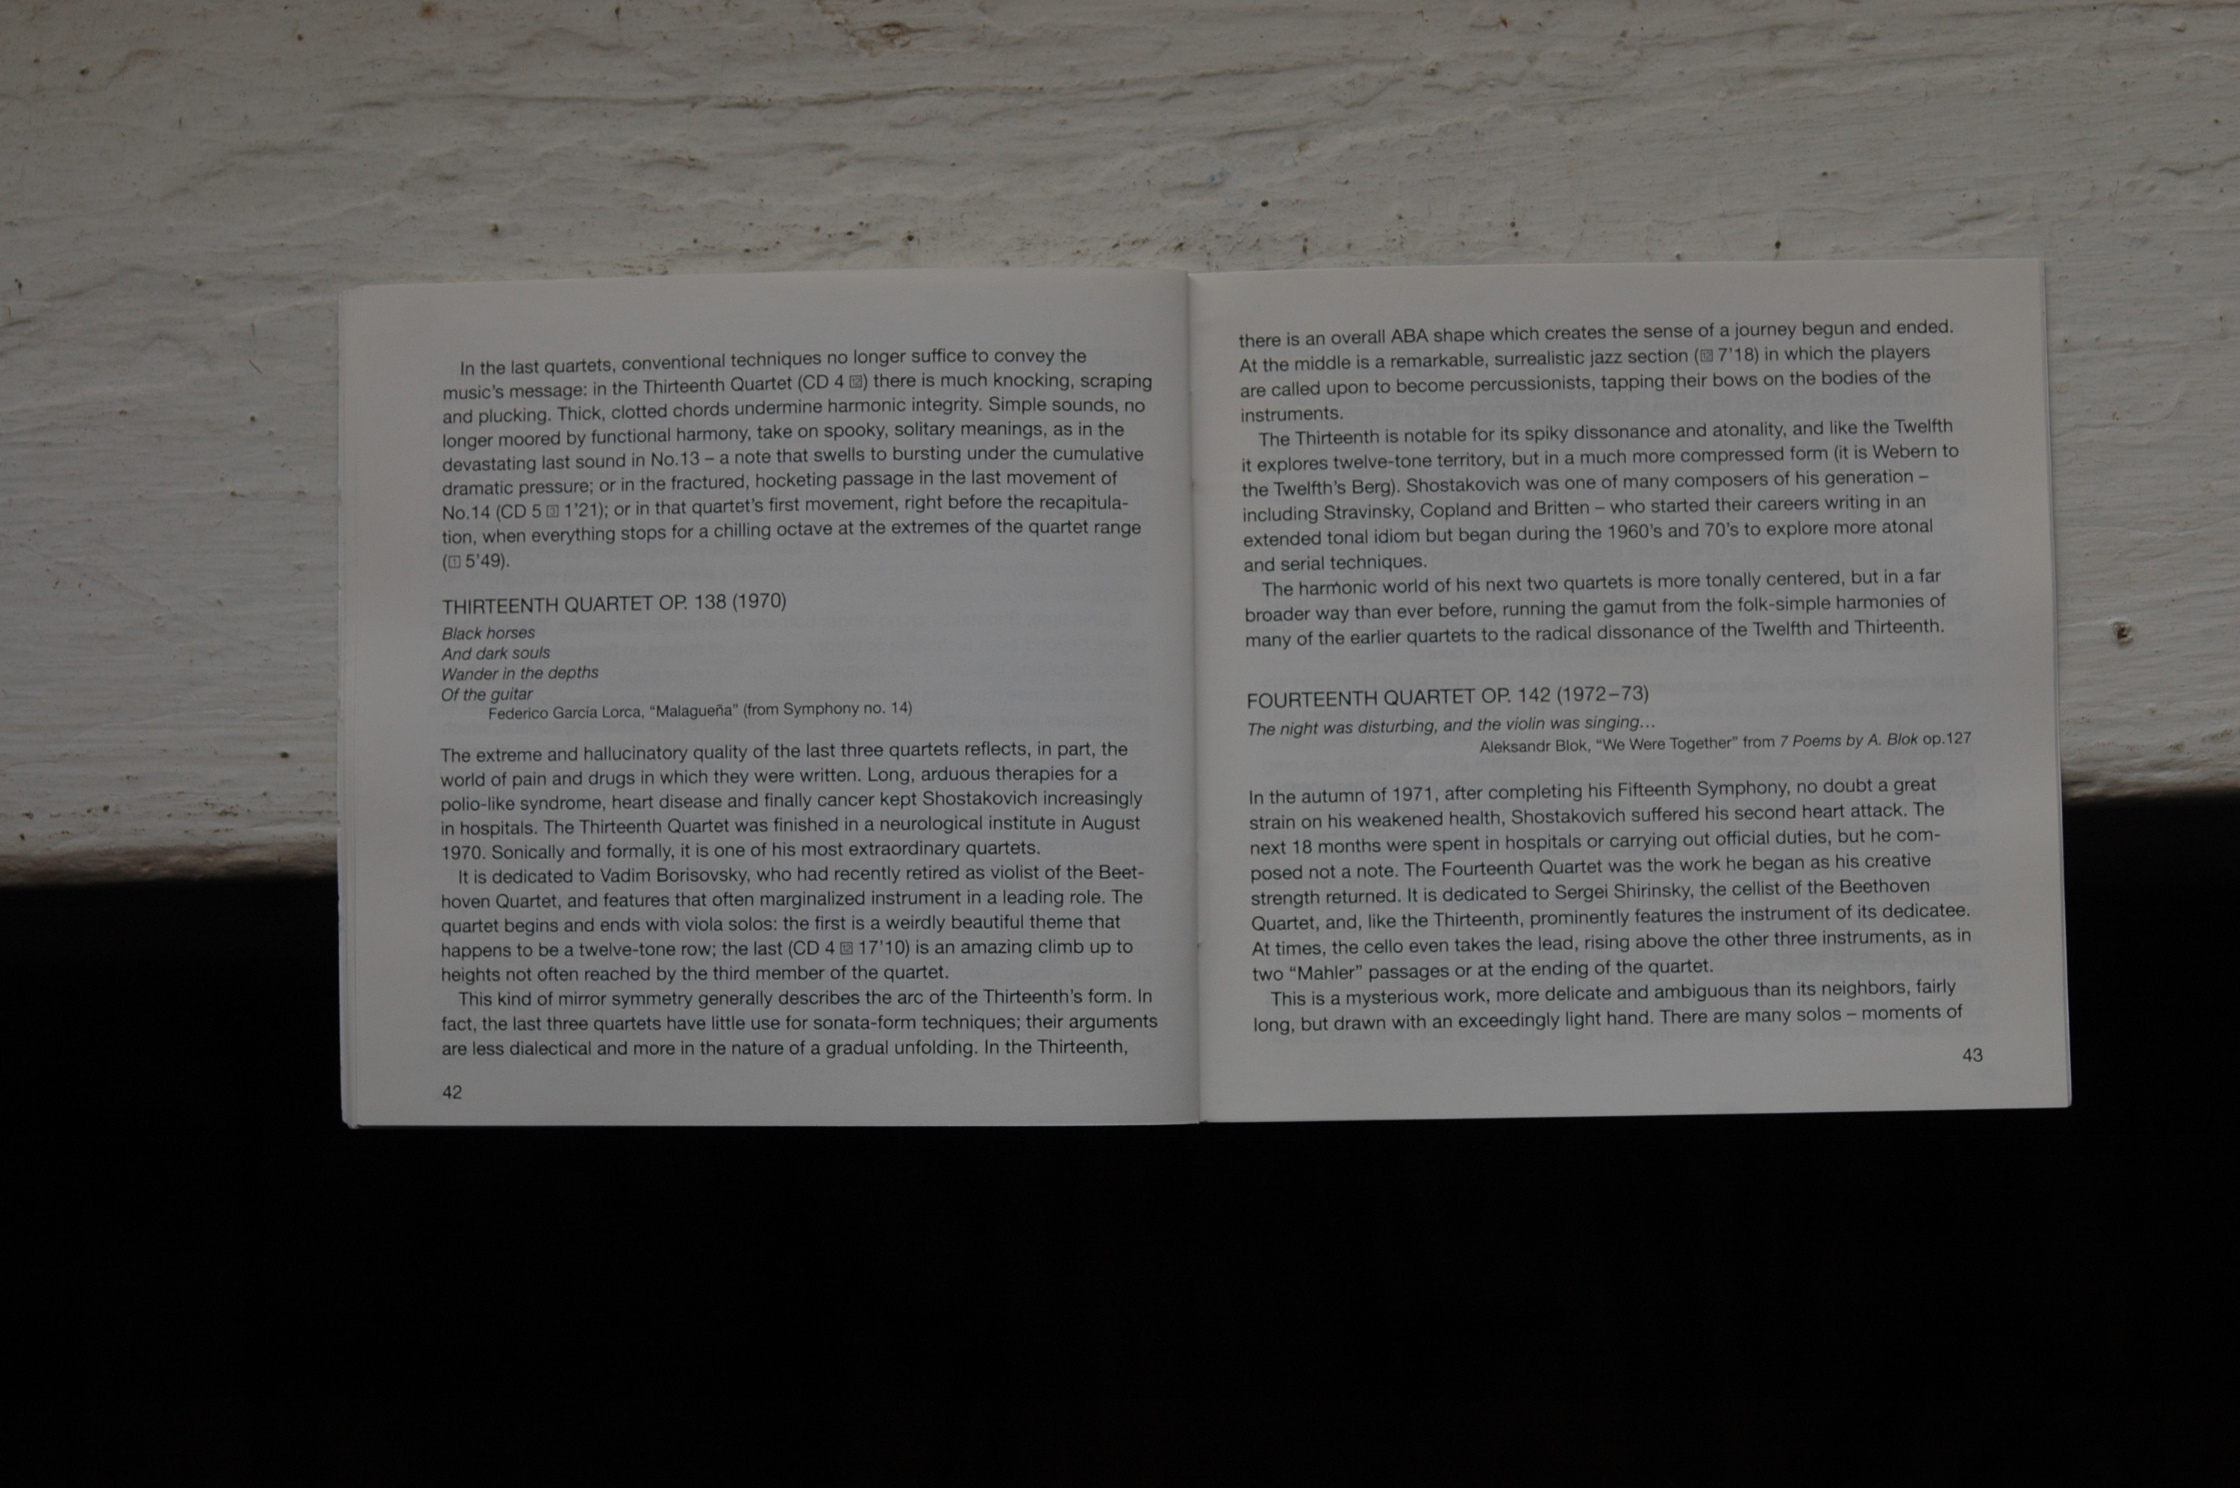 In the last quartets, conventional techniques no longer suffice to convey the
music's message: in the Thirteenth Quartet (CD 4 12) there is much knocking, scraping
and plucking. Thick, clotted chords undermine harmonic integrity. Simple sounds, no
longer moored by functional harmony, take on spooky, solitary meanings, as in the
devastating last sound in No.13 – a note that swells to bursting under the cumulative
dramatic pressure; or in the fractured, hocketing passage in the last movement of
No.14 (CD 5 3 1'21); or in that quartet's first movement, right before the recapitula-
tion, when everything stops for a chilling octave at the extremes of the quartet range
(1 5'49).
THIRTEENTH QUARTET OP. 138 (1970)
Black horses
And dark souls
Wander in the depths
Of the guitar
Federico García Lorca, “Malagueña” (from Symphony no. 14)
The extreme and hallucinatory quality of the last three quartets reflects, in part, the
world of pain and drugs in which they were written. Long, arduous therapies for a
polio-like syndrome, heart disease and finally cancer kept Shostakovich increasingly
in hospitals. The Thirteenth Quartet was finished in a neurological institute in August
1970. Sonically and formally, it is one of his most extraordinary quartets.
It is dedicated to Vadim Borisovsky, who had recently retired as violist of the Beet-
hoven Quartet, and features that often marginalized instrument in a leading role. The
quartet begins and ends with viola solos: the first is a weirdly beautiful theme that
happens to be a twelve-tone row; the last (CD 4 12 17'10) is an amazing climb up to
heights not often reached by the third member of the quartet.
This kind of mirror symmetry generally describes the arc of the Thirteenth's form. In
fact, the last three quartets have little use for sonata-form techniques; their arguments
are less dialectical and more in the nature of a gradual unfolding. In the Thirteenth,
42
there is an overall ABA shape which creates the sense of a journey begun and ended.
At the middle is a remarkable, surrealistic jazz section (12 7'18) in which the players
are called upon to become percussionists, tapping their bows on the bodies of the
instruments.
The Thirteenth is notable for its spiky dissonance and atonality, and like the Twelfth
it explores twelve-tone territory, but in a much more compressed form (it is Webern to
the Twelfth's Berg). Shostakovich was one of many composers of his generation –
including Stravinsky, Copland and Britten – who started their careers writing in an
extended tonal idiom but began during the 1960's and 70's to explore more atonal
and serial techniques.
The harmonic world of his next two quartets is more tonally centered, but in a far
broader way than ever before, running the gamut from the folk-simple harmonies of
many of the earlier quartets to the radical dissonance of the Twelfth and Thirteenth.
FOURTEENTH QUARTET OP. 142 (1972–73)
The night was disturbing, and the violin was singing…
Aleksandr Blok, “We Were Together” from 7 Poems by A. Blok op.127
In the autumn of 1971, after completing his Fifteenth Symphony, no doubt a great
strain on his weakened health, Shostakovich suffered his second heart attack. The
next 18 months were spent in hospitals or carrying out official duties, but he com-
posed not a note. The Fourteenth Quartet was the work he began as his creative
strength returned. It is dedicated to Sergei Shirinsky, the cellist of the Beethoven
Quartet, and, like the Thirteenth, prominently features the instrument of its dedicatee.
At times, the cello even takes the lead, rising above the other three instruments, as in
two “Mahler” passages or at the ending of the quartet.
This is a mysterious work, more delicate and ambiguous than its neighbors, fairly
long, but drawn with an exceedingly light hand. There are many solos – moments of
43